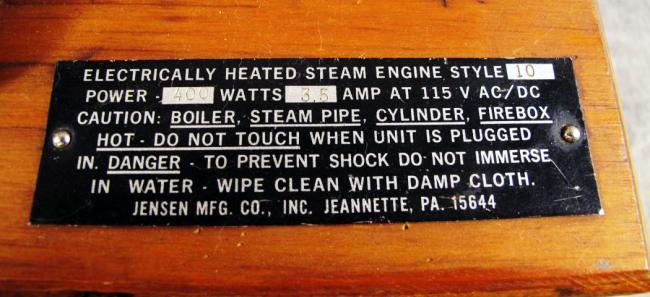 ELECTRICALLY HEATED STEAM ENGINE STYLE 10
POWER - 400 WATTS 3.5 AMP AT 115 V AC/DC
CAUTION: BOILER, STEAM PIPE, CYLINDER, FIREBOX
HOT - DO NOT TOUCH WHEN UNIT IS PLUGGED
IN. DANGER - TO PREVENT SHOCK DO NOT IMMERSE
IN WATER - WIPE CLEAN WITH DAMP CLOTH.
JENSEN MFG. CO., INC. JEANNETTE, PA. 15644